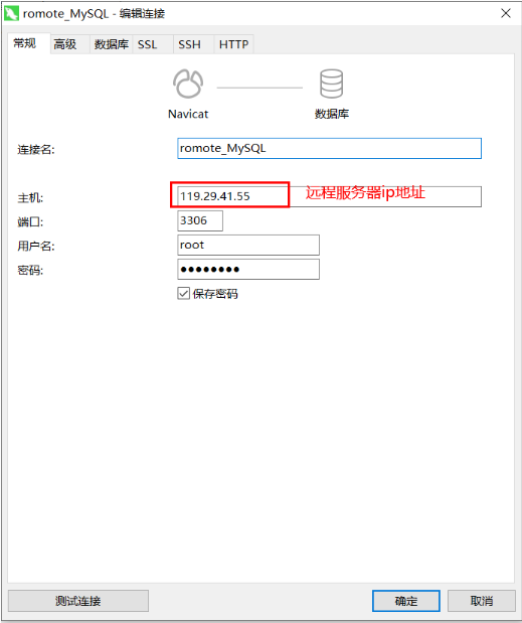 romote_MySQL - 编辑连接
常规 高级 数据库 SSL SSH HTTP
Navicat 数据库
连接名: romote_MySQL
主机: 119.29.41.55 远程服务器ip地址
端口: 3306
用户名: root
密码: ●●●●●●●●
保存密码
测试连接 确定 取消